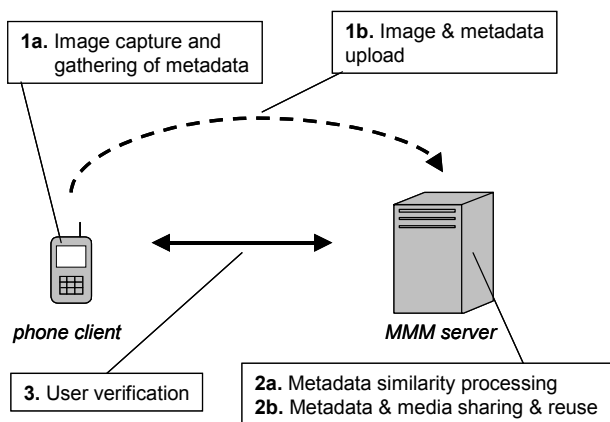 1a. Image capture and
gathering of metadata
1b. Image & metadata
upload
phone client
MMM server
3. User verification
2a. Metadata similarity processing
2b. Metadata & media sharing & reuse